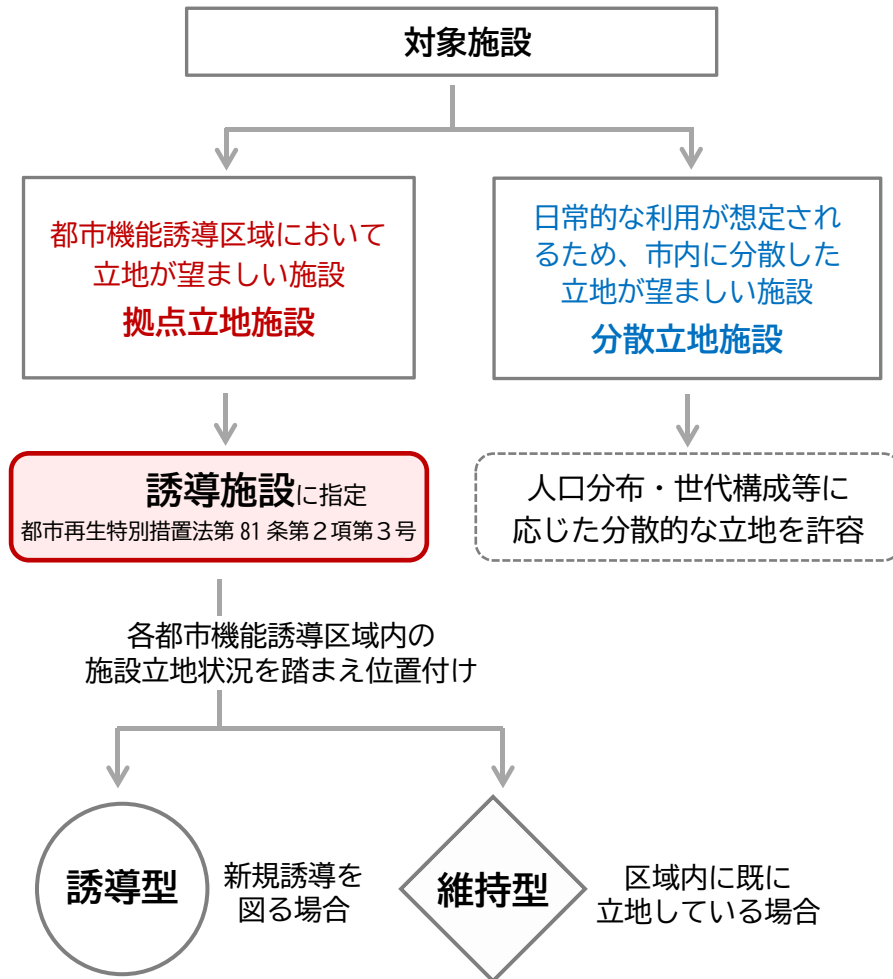 対象施設
都市機能誘導区域において
立地が望ましい施設
拠点立地施設
日常的な利用が想定され
るため、市内に分散した
立地が望ましい施設
分散立地施設
誘導施設に指定
都市再生特別措置法第81条第２項第３号
人口分布・世代構成等に
応じた分散的な立地を許容
各都市機能誘導区域内の
施設立地状況を踏まえ位置付け
誘導型
新規誘導を
図る場合
維持型
区域内に既に
立地している場合